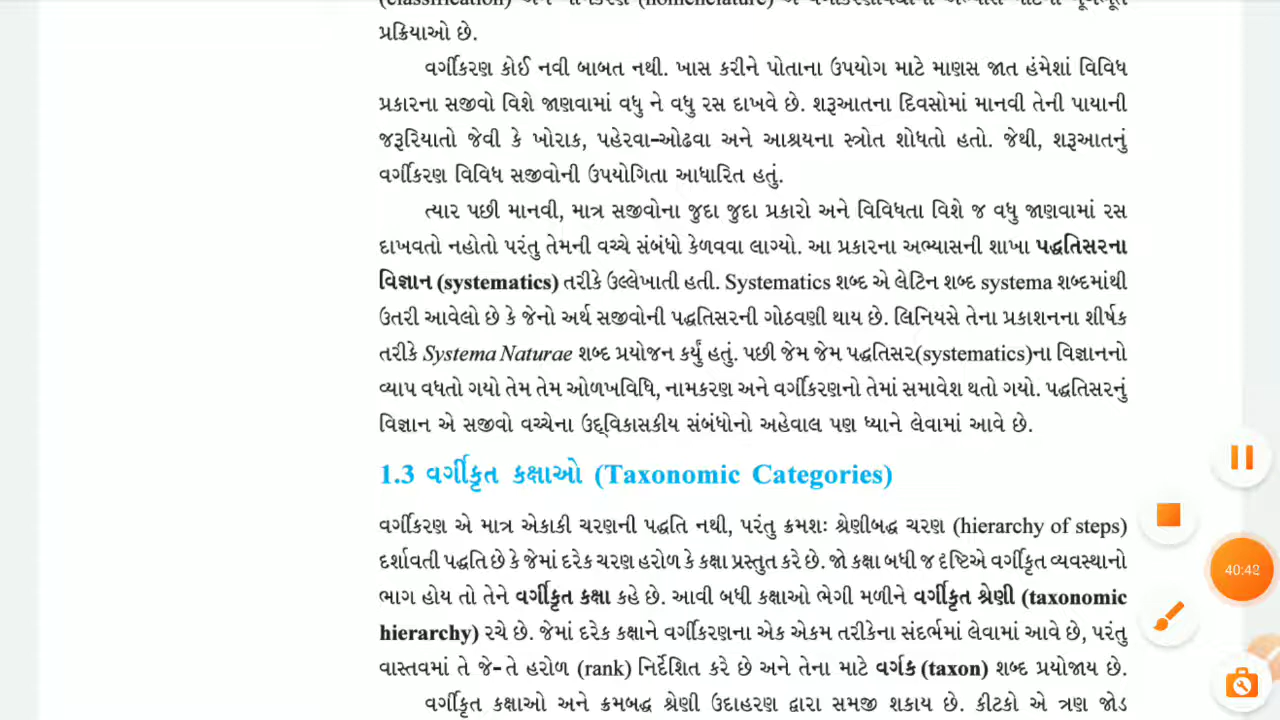 (classification) અને નામકરણ (nomenclature) એ
પ્રક્રિયાઓ છે.
વર્ગીકરણ કોઈ નવી બાબત નથી. ખાસ કરીને પોતાના ઉપયોગ માટે માણસ જાત હંમેશાં વિવિધ
પ્રકારના સજીવો વિશે જાણવામાં વધુ ને વધુ રસ દાખવે છે. શરૂઆતના દિવસોમાં માનવી તેની પાયાની
જરૂરિયાતો જેવી કે ખોરાક, પહેરવા-ઓઢવા અને આશ્રયના સ્ત્રોત શોધતો હતો. જેથી, શરૂઆતનું
વર્ગીકરણ વિવિધ સજીવોની ઉપયોગિતા આધારિત હતું.
ત્યાર પછી માનવી, માત્ર સજીવોના જુદા જુદા પ્રકારો અને વિવિધતા વિશે જ વધુ જાણવામાં રસ
દાખવતો નહોતો પરંતુ તેમની વચ્ચે સંબંધો કેળવવા લાગ્યો. આ પ્રકારના અભ્યાસની શાખા પદ્ધતિસરના
વિજ્ઞાન (systematics) તરીકે ઉલ્લેખાતી હતી. Systematics શબ્દ એ લેટિન શબ્દ systema શબ્દમાંથી
ઉતરી આવેલો છે કે જેનો અર્થ સજીવોની પદ્ધતિસરની ગોઠવણી થાય છે. લિનિયસે તેના પ્રકાશનના શીર્ષક
તરીકે Systema Naturae શબ્દ પ્રયોજન કર્યું હતું. પછી જેમ જેમ પદ્ધતિસર(systematics)ના વિજ્ઞાનનો
વ્યાપ વધતો ગયો તેમ તેમ ઓળખવિધિ, નામકરણ અને વર્ગીકરણનો તેમાં સમાવેશ થતો ગયો. પદ્ધતિસરનું
વિજ્ઞાન એ સજીવો વચ્ચેના ઉદ્‌વિકાસકીય સંબંધોનો અહેવાલ પણ ધ્યાને લેવામાં આવે છે.
1.3 વર્ગીકૃત કક્ષાઓ (Taxonomic Categories)
વર્ગીકરણ એ માત્ર એકાકી ચરણની પદ્ધતિ નથી, પરંતુ ક્રમશઃ શ્રેણીબદ્ધ ચરણ (hierarchy of steps)
દર્શાવતી પદ્ધતિ છે કે જેમાં દરેક ચરણ હરોળ કે કક્ષા પ્રસ્તુત કરે છે. જો કક્ષા બધી જ દૃષ્ટિએ વર્ગીકૃત વ્યવસ્થાનો
ભાગ હોય તો તેને વર્ગીકૃત કક્ષા કહે છે. આવી બધી કક્ષાઓ ભેગી મળીને વર્ગીકૃત શ્રેણી (taxonomic
hierarchy) રચે છે. જેમાં દરેક કક્ષાને વર્ગીકરણના એક એકમ તરીકેના સંદર્ભમાં લેવામાં આવે છે, પરંતુ
વાસ્તવમાં તે જે-તે હરોળ (rank) નિર્દેશિત કરે છે અને તેના માટે વર્ગક (taxon) શબ્દ પ્રયોજાય છે.
વર્ગીકૃત કક્ષાઓ અને ક્રમબદ્ધ શ્રેણી ઉદાહરણ દ્વારા સમજી શકાય છે. કીટકો એ ત્રણ જોડ
40:42